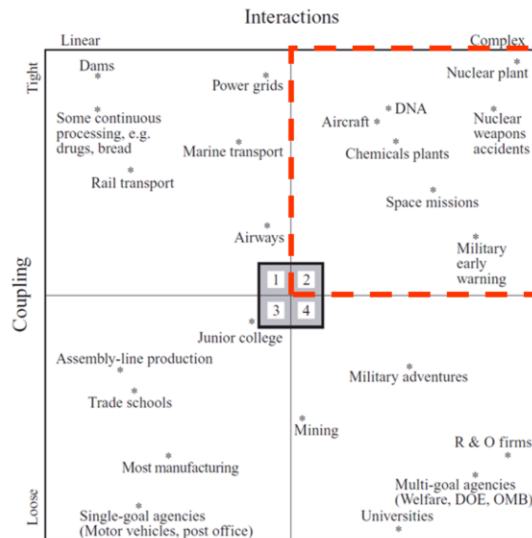 Interactions
Linear
Complex
Tight
Dams
Power grids
Nuclear plant
Some continuous
processing, e.g.
drugs, bread
DNA
Aircraft
Nuclear
weapons
accidents
Marine transport
Chemicals plants
Rail transport
Space missions
Airways
Military
early
warning
Coupling
1 2
3 4
Junior college
Assembly-line production
Military adventures
Trade schools
Mining
R & O firms
Most manufacturing
Multi-goal agencies
(Welfare, DOE, OMB)
Single-goal agencies
(Motor vehicles, post office)
Universities
Loose